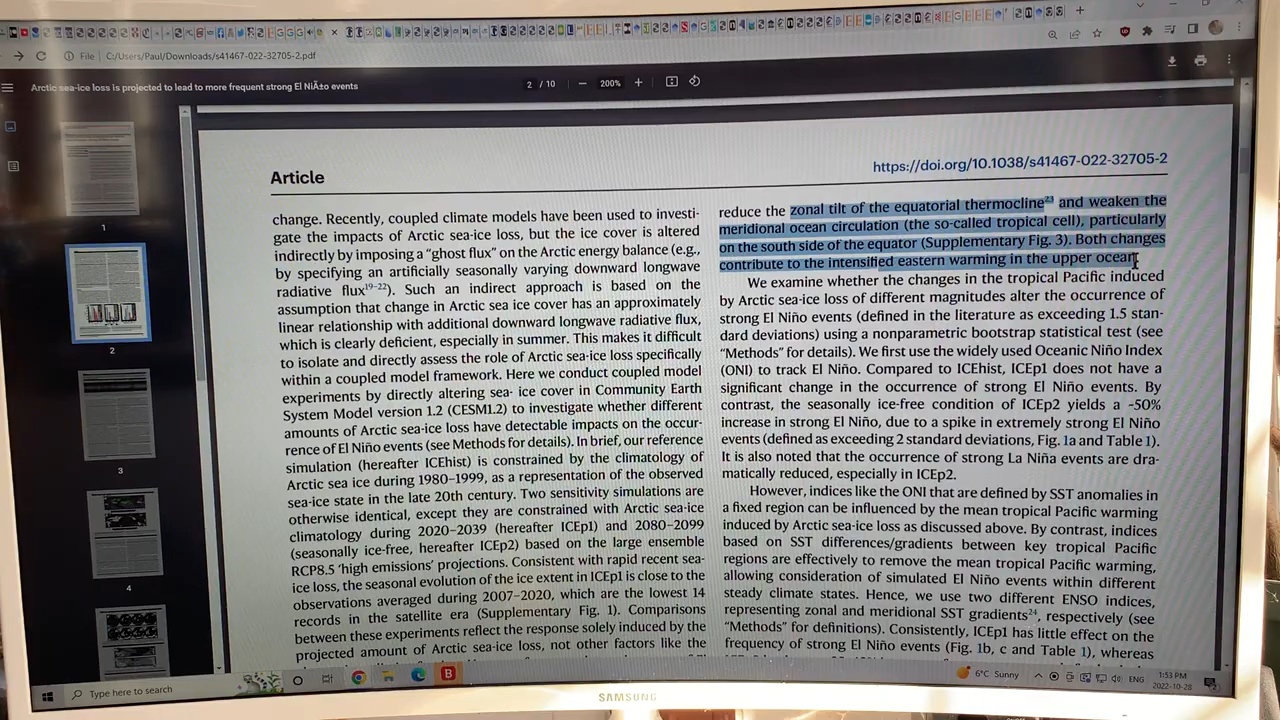 File
C:/Users/Paul/Downloads/s41467-022-32705-2.pdf
Arctic sea-ice loss is projected to lead to more frequent strong El NiÃ±o events
2 / 10
200%
1
2
3
4
Article
https://doi.org/10.1038/s41467-022-32705-2
change. Recently, coupled climate models have been used to investi-
gate the impacts of Arctic sea-ice loss, but the ice cover is altered
indirectly by imposing a “ghost flux” on the Arctic energy balance (e.g.,
by specifying an artificially seasonally varying downward longwave
radiative flux19–22). Such an indirect approach is based on the
assumption that change in Arctic sea ice cover has an approximately
linear relationship with additional downward longwave radiative flux,
which is clearly deficient, especially in summer. This makes it difficult
to isolate and directly assess the role of Arctic sea-ice loss specifically
within a coupled model framework. Here we conduct coupled model
experiments by directly altering sea- ice cover in Community Earth
System Model version 1.2 (CESM1.2) to investigate whether different
amounts of Arctic sea-ice loss have detectable impacts on the occur-
rence of El Niño events (see Methods for details). In brief, our reference
simulation (hereafter ICEhist) is constrained by the climatology of
Arctic sea ice during 1980–1999, as a representation of the observed
sea-ice state in the late 20th century. Two sensitivity simulations are
otherwise identical, except they are constrained with Arctic sea-ice
climatology during 2020–2039 (hereafter ICEp1) and 2080–2099
(seasonally ice-free, hereafter ICEp2) based on the large ensemble
RCP8.5 ‘high emissions’ projections. Consistent with rapid recent sea-
ice loss, the seasonal evolution of the ice extent in ICEp1 is close to the
observations averaged during 2007–2020, which are the lowest 14
records in the satellite era (Supplementary Fig. 1). Comparisons
between these experiments reflect the response solely induced by the
projected amount of Arctic sea-ice loss, not other factors like the
reduce the zonal tilt of the equatorial thermocline23 and weaken the
meridional ocean circulation (the so-called tropical cell), particularly
on the south side of the equator (Supplementary Fig. 3). Both changes
contribute to the intensified eastern warming in the upper ocean.
We examine whether the changes in the tropical Pacific induced
by Arctic sea-ice loss of different magnitudes alter the occurrence of
strong El Niño events (defined in the literature as exceeding 1.5 stan-
dard deviations) using a nonparametric bootstrap statistical test (see
“Methods” for details). We first use the widely used Oceanic Niño Index
(ONI) to track El Niño. Compared to ICEhist, ICEp1 does not have a
significant change in the occurrence of strong El Niño events. By
contrast, the seasonally ice-free condition of ICEp2 yields a ~50%
increase in strong El Niño, due to a spike in extremely strong El Niño
events (defined as exceeding 2 standard deviations, Fig. 1a and Table 1).
It is also noted that the occurrence of strong La Niña events are dra-
matically reduced, especially in ICEp2.
However, indices like the ONI that are defined by SST anomalies in
a fixed region can be influenced by the mean tropical Pacific warming
induced by Arctic sea-ice loss as discussed above. By contrast, indices
based on SST differences/gradients between key tropical Pacific
regions are effectively to remove the mean tropical Pacific warming,
allowing consideration of simulated El Niño events within different
steady climate states. Hence, we use two different ENSO indices,
representing zonal and meridional SST gradients24, respectively (see
“Methods” for definitions). Consistently, ICEp1 has little effect on the
frequency of strong El Niño events (Fig. 1b, c and Table 1), whereas
Type here to search
6°C Sunny
ENG
1:53 PM
2022-10-28
SAMSUNG